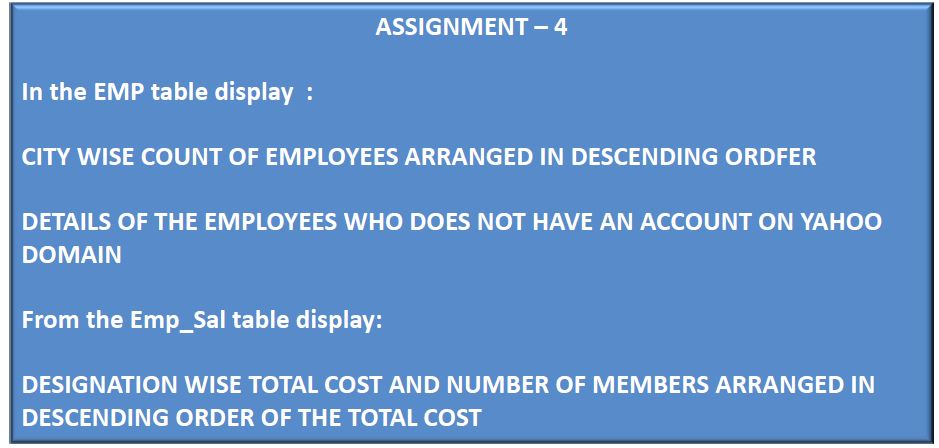 ASSIGNMENT – 4
In the EMP table display  :
CITY WISE COUNT OF EMPLOYEES ARRANGED IN DESCENDING ORDFER
DETAILS OF THE EMPLOYEES WHO DOES NOT HAVE AN ACCOUNT ON YAHOO
DOMAIN
From the Emp_Sal table display:
DESIGNATION WISE TOTAL COST AND NUMBER OF MEMBERS ARRANGED IN
DESCENDING ORDER OF THE TOTAL COST